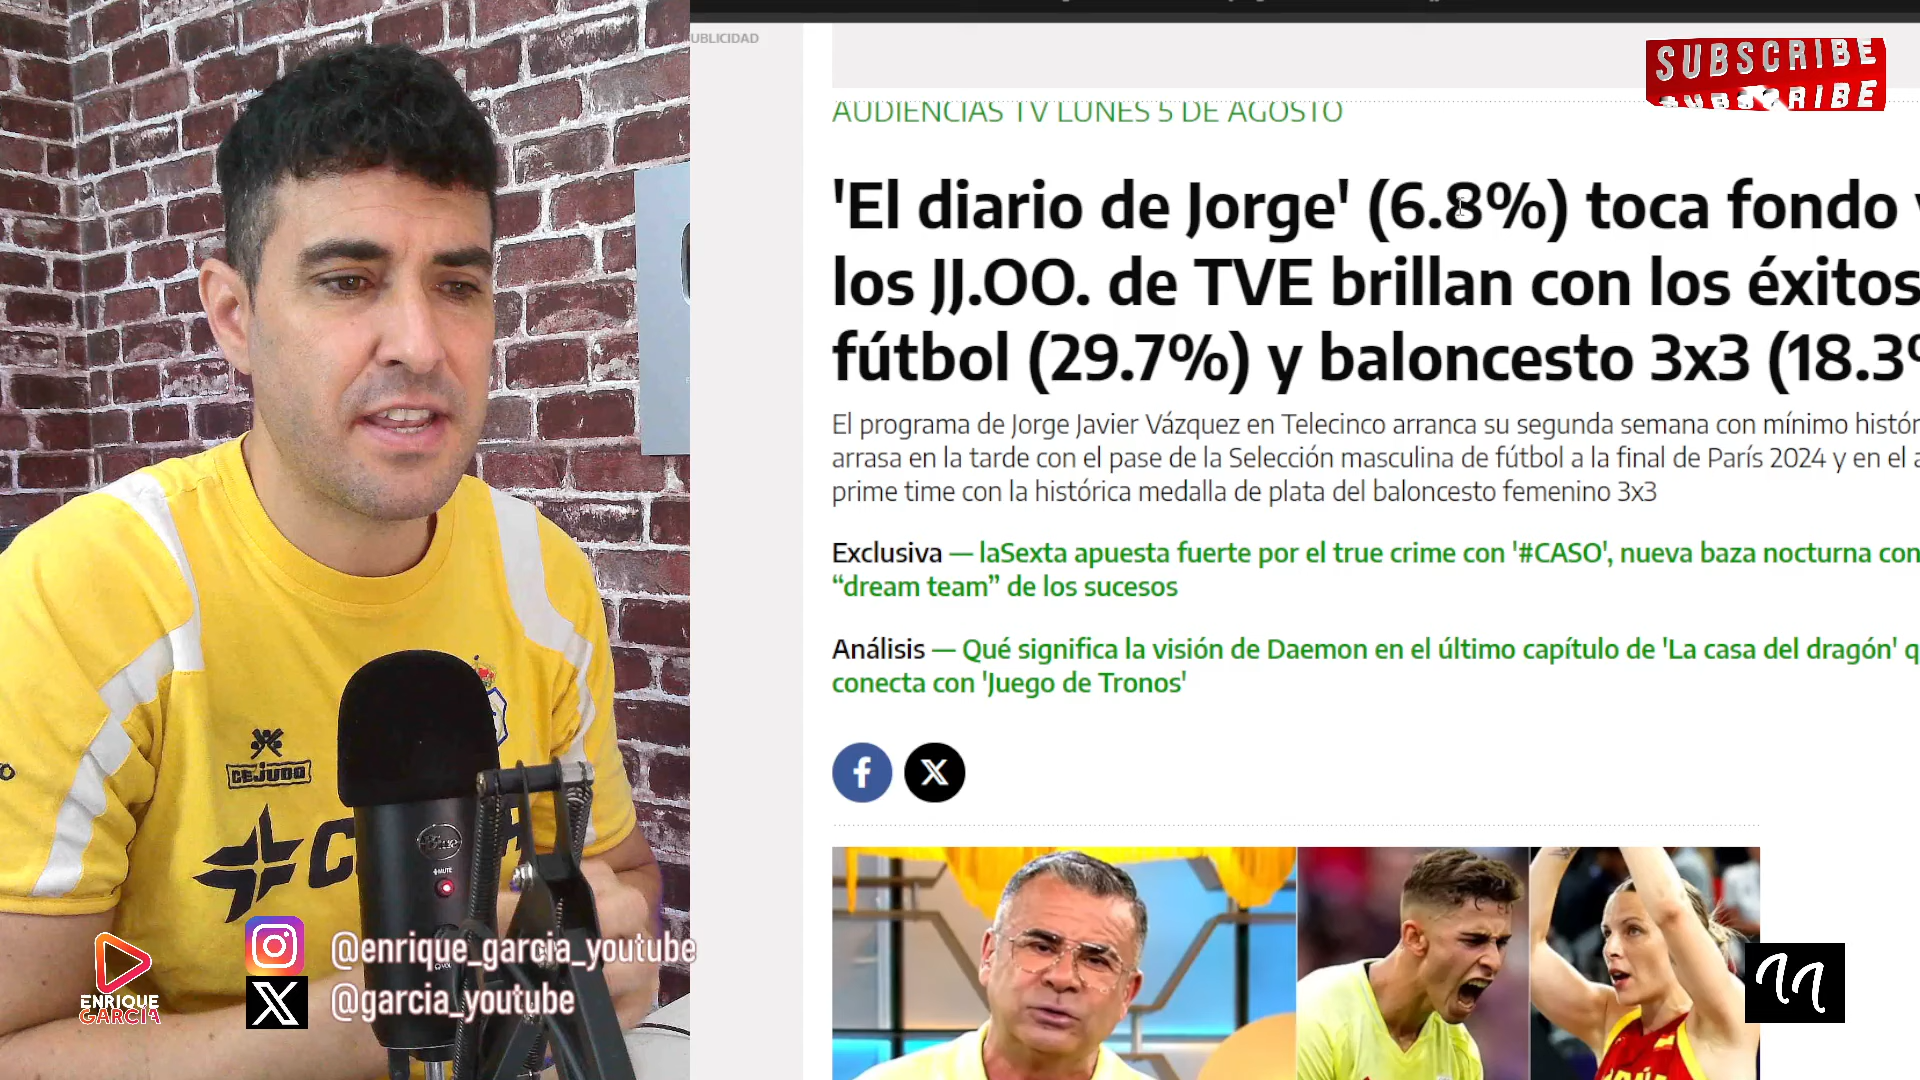 UBLICIDAD
SUBSCRIBE
SUBSCRIBE
AUDIENCIAS TV LUNES 5 DE AGOSTO
'El diario de Jorge' (6.8%) toca fondo y
los JJ.OO. de TVE brillan con los éxitos
fútbol (29.7%) y baloncesto 3x3 (18.3%
El programa de Jorge Javier Vázquez en Telecinco arranca su segunda semana con mínimo histór
arrasa en la tarde con el pase de la Selección masculina de fútbol a la final de París 2024 y en el a
prime time con la histórica medalla de plata del baloncesto femenino 3x3
Exclusiva — laSexta apuesta fuerte por el true crime con '#CASO', nueva baza nocturna con
“dream team” de los sucesos
Análisis — Qué significa la visión de Daemon en el último capítulo de 'La casa del dragón' q
conecta con 'Juego de Tronos'
CEJUDO
Blue
MUTE
@enrique_garcia_youtube
@garcia_youtube
ENRIQUE
GARCIA